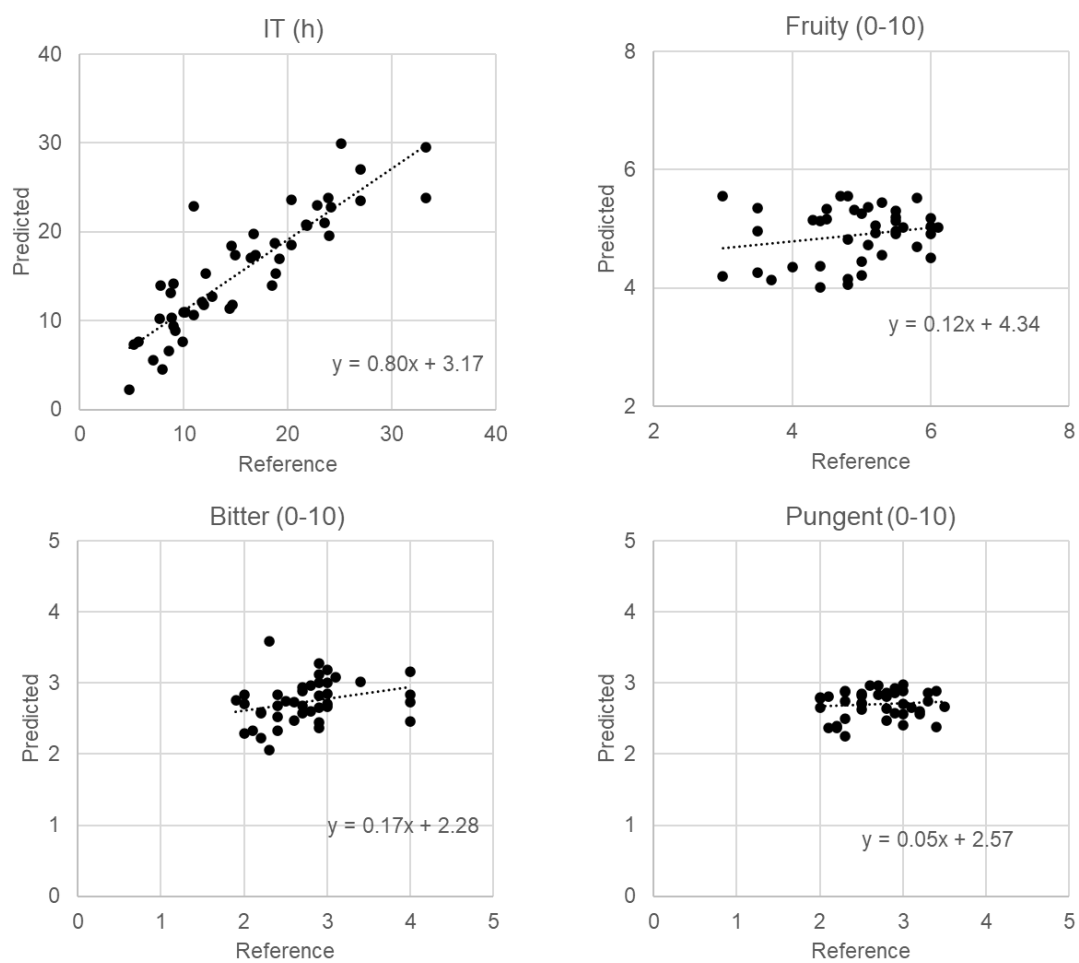 IT (h)
40
30
20
10
0
Predicted
0 10 20 30 40
Reference
y = 0.80x + 3.17
Fruity (0-10)
8
6
4
2
Predicted
2 4 6 8
Reference
y = 0.12x + 4.34
Bitter (0-10)
5
4
3
2
1
0
Predicted
0 1 2 3 4 5
Reference
y = 0.17x + 2.28
Pungent (0-10)
5
4
3
2
1
0
Predicted
0 1 2 3 4 5
Reference
y = 0.05x + 2.57